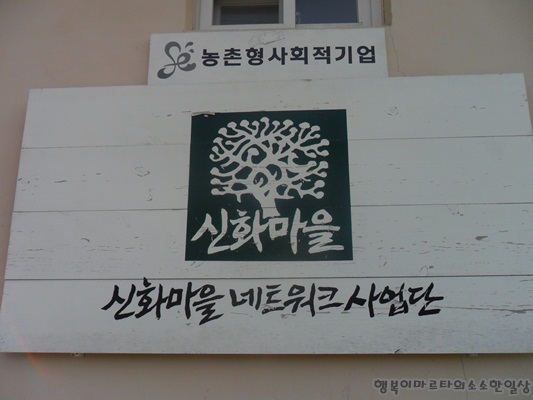 Se 농촌형사회적기업
신화마을
신화마을 네트워크 사업단
행복이마르타의소소한일상